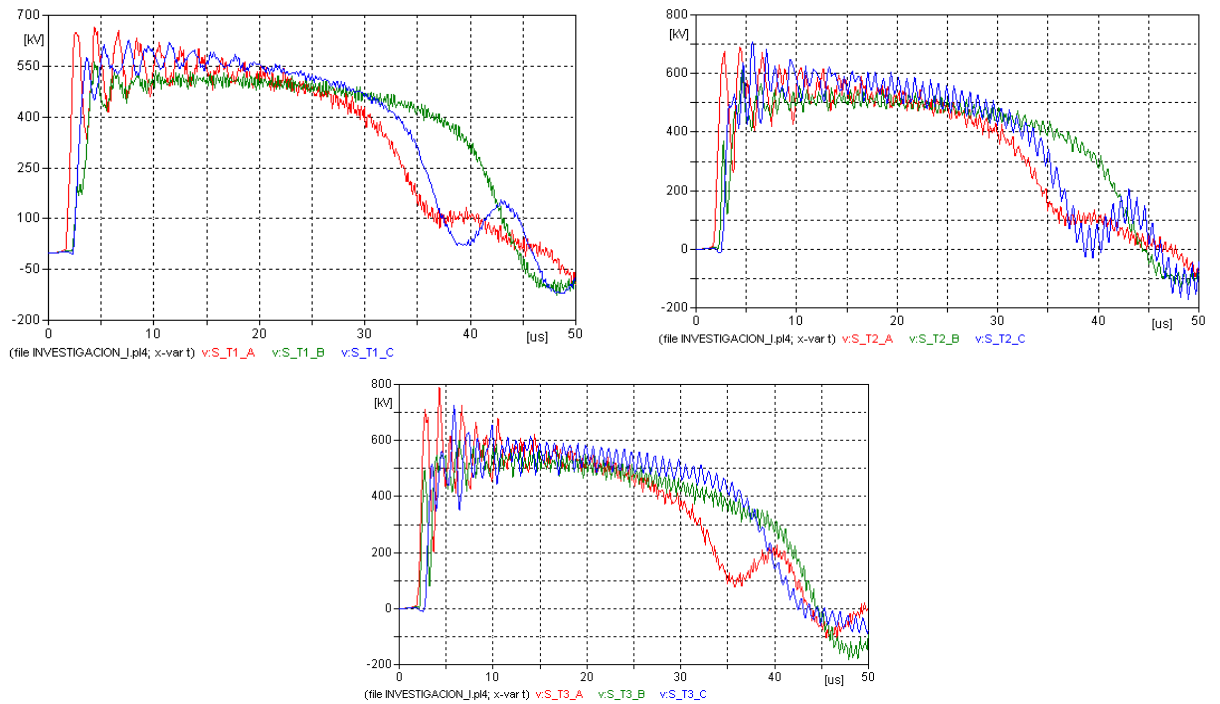 700
[kV]
550
400
250
100
-50
-200
0 10 20 30 40 [us] 50
(file INVESTIGACION_I.pl4; x-var t) v:S_T1_A v:S_T1_B v:S_T1_C
800
[kV]
600
400
200
0
-200
0 10 20 30 40 [us] 50
(file INVESTIGACION_I.pl4; x-var t) v:S_T2_A v:S_T2_B v:S_T2_C
800
[kV]
600
400
200
0
-200
0 10 20 30 40 [us] 50
(file INVESTIGACION_I.pl4; x-var t) v:S_T3_A v:S_T3_B v:S_T3_C